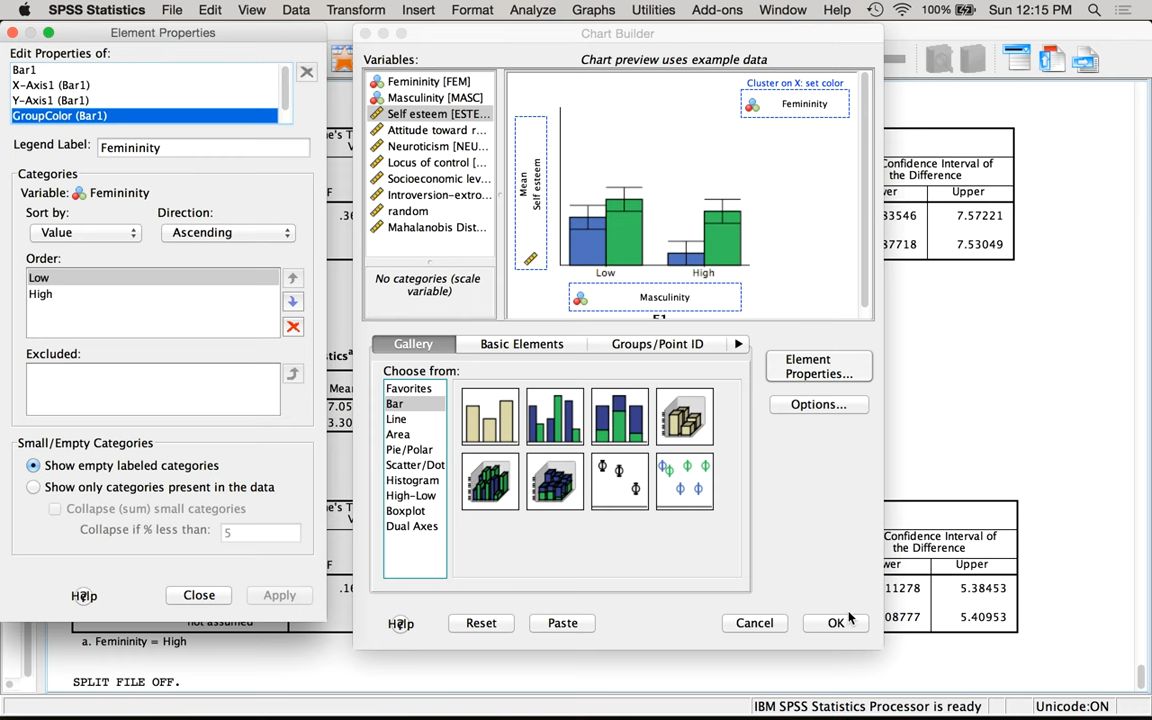 SPSS Statistics File Edit View Data Transform Insert Format Analyze Graphs Utilities Add-ons Window Help 100% Sun 12:15 PM
Element Properties
Edit Properties of:
Bar1
X-Axis1 (Bar1)
Y-Axis1 (Bar1)
GroupColor (Bar1)
Legend Label: Femininity
Categories
Variable: Femininity
Sort by: Direction:
Value Ascending
Order:
Low
High
Excluded:
Small/Empty Categories
Show empty labeled categories
Show only categories present in the data
Collapse (sum) small categories
Collapse if % less than: 5
Help Close Apply
Chart Builder
Variables:
Femininity [FEM]
Masculinity [MASC]
Self esteem [ESTE...
Attitude toward r...
Neuroticism [NEU...
Locus of control [...
Socioeconomic lev...
Introversion-extro...
random
Mahalanobis Dist...
No categories (scale
variable)
Chart preview uses example data
Cluster on X: set color
Femininity
Mean
Self esteem
Low High
Masculinity
Gallery Basic Elements Groups/Point ID
Choose from:
Favorites
Bar
Line
Area
Pie/Polar
Scatter/Dot
Histogram
High-Low
Boxplot
Dual Axes
Element
Properties...
Options...
Help Reset Paste Cancel OK
Confidence Interval of
the Difference
Upper
33546 7.57221
37718 7.53049
Confidence Interval of
the Difference
wer Upper
11278 5.38453
08777 5.40953
not assumed
a. Femininity = High
SPLIT FILE OFF.
IBM SPSS Statistics Processor is ready Unicode:ON